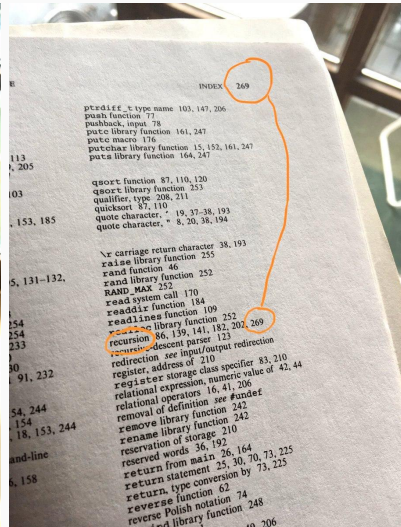 E
INDEX 269
113
, 205
103
, 153, 185
5, 131–132,
254
254
233
30
91, 232
54, 244
154
, 18, 153, 244
and-line
6, 158
ptrdiff_t type name 103, 147, 206
push function 77
pushback, input 78
putc library function 161, 247
putc macro 176
putchar library function 15, 152, 161, 247
puts library function 164, 247
qsort function 87, 110, 120
qsort library function 253
qualifier, type 208, 211
quicksort 87, 110
quote character, ' 19, 37–38, 193
quote character, " 8, 20, 38, 194
\r carriage return character 38, 193
raise library function 255
rand function 46
rand library function 252
RAND_MAX 252
read system call 170
readdir function 184
readlines function 109
library function 252
recursion 86, 139, 141, 182, 202, 269
recursive-descent parser 123
redirection see input/output redirection
register, address of 210
register storage class specifier 83, 210
relational expression, numeric value of 42, 44
relational operators 16, 41, 206
removal of definition see #undef
remove library function 242
rename library function 242
reservation of storage 210
reserved words 36, 192
return from main 26, 164
return statement 25, 30, 70, 73, 225
return, type conversion by 73, 225
reverse function 62
reverse Polish notation 74
library function 248
49, 206